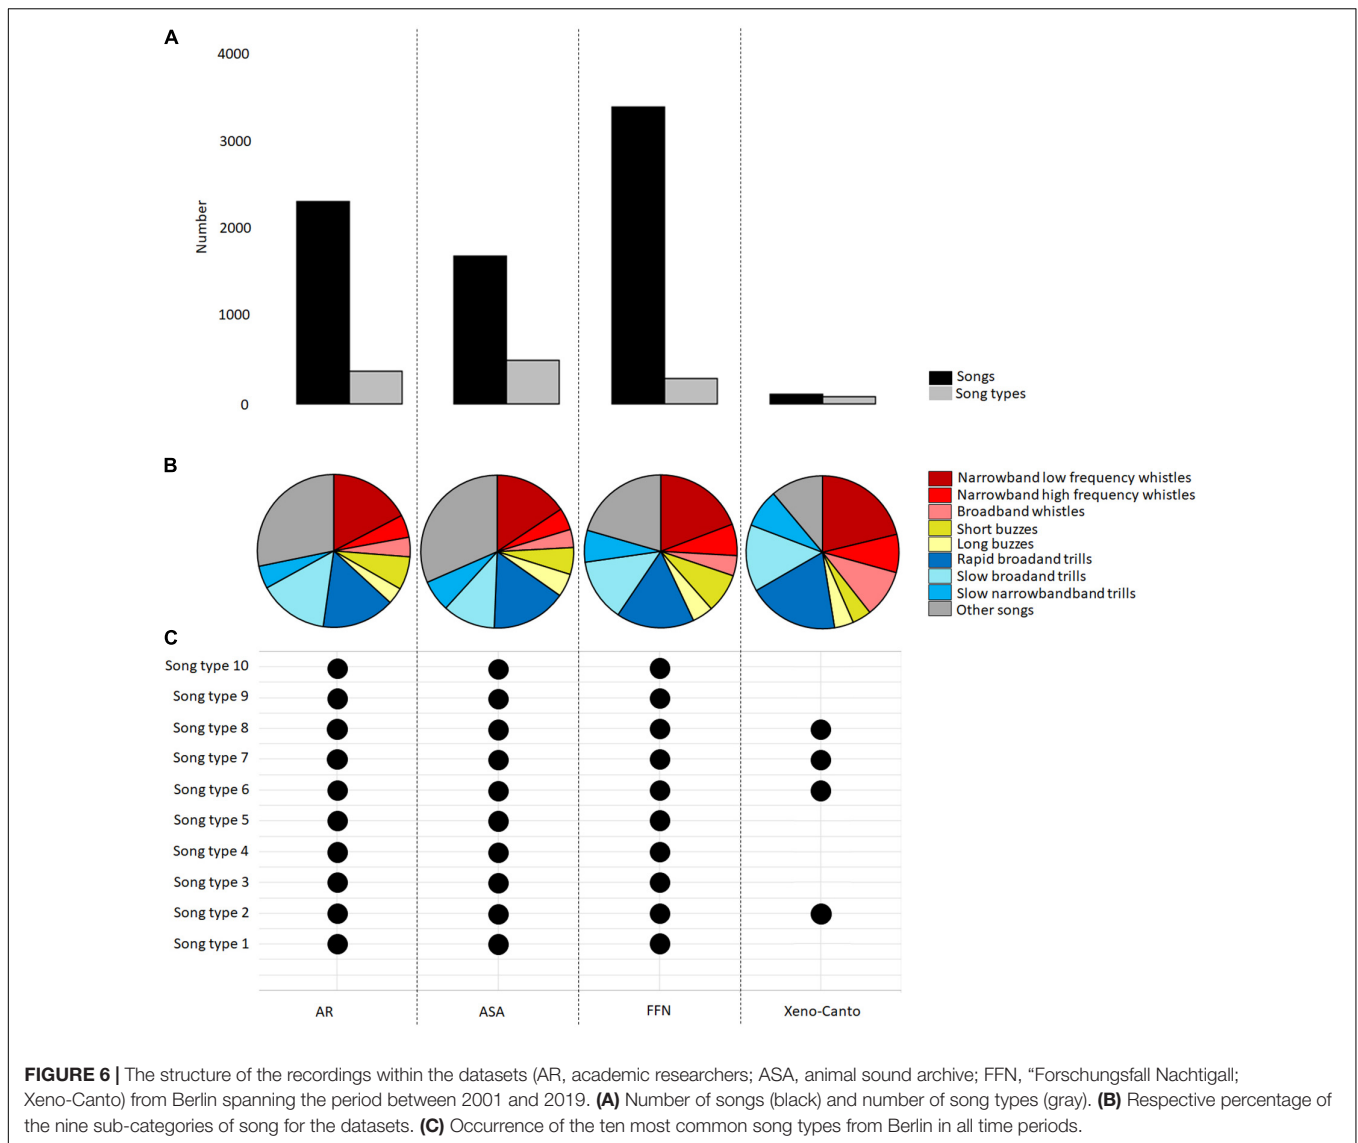 A
4000
3000
2000
1000
0
Number
Songs
Song types
B
Narrowband low frequency whistles
Narrowband high frequency whistles
Broadband whistles
Short buzzes
Long buzzes
Rapid broadand trills
Slow broadand trills
Slow narrowbandband trills
Other songs
C
Song type 10
Song type 9
Song type 8
Song type 7
Song type 6
Song type 5
Song type 4
Song type 3
Song type 2
Song type 1
AR
ASA
FFN
Xeno-Canto
FIGURE 6 | The structure of the recordings within the datasets (AR, academic researchers; ASA, animal sound archive; FFN, “Forschungsfall Nachtigall;
Xeno-Canto) from Berlin spanning the period between 2001 and 2019. (A) Number of songs (black) and number of song types (gray). (B) Respective percentage of
the nine sub-categories of song for the datasets. (C) Occurrence of the ten most common song types from Berlin in all time periods.